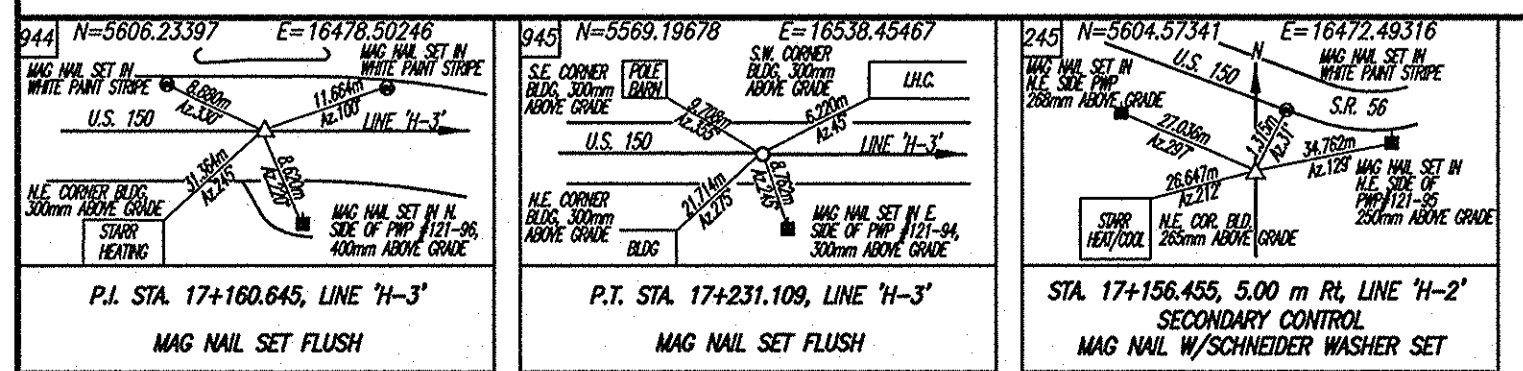 944 N=5606.23397 E=16478.50246
MAG NAIL SET IN
WHITE PAINT STRIPE
MAG NAIL SET IN
WHITE PAINT STRIPE
Az.330°
11.664m
Az.100°
U.S. 150
LINE 'H-3'
31.364m
Az.245°
8.620m
Az.220°
N.E. CORNER BLDG,
300mm ABOVE GRADE
STARR
HEATING
MAG NAIL SET IN N.
SIDE OF PWP #121-96,
400mm ABOVE GRADE
P.I. STA. 17+160.645, LINE 'H-3'
MAG NAIL SET FLUSH
945 N=5569.19678 E=16538.45467
S.E. CORNER
BLDG, 300mm
ABOVE GRADE
POLE
BARN
S.W. CORNER
BLDG, 300mm
ABOVE GRADE
I.H.C.
9.708m
Az.355°
6.220m
Az.45°
U.S. 150
LINE 'H-3'
21.714m
Az.275°
8.762m
Az.245°
N.E. CORNER
BLDG, 300mm
ABOVE GRADE
BLDG
MAG NAIL SET IN E.
SIDE OF PWP #121-94,
300mm ABOVE GRADE
P.T. STA. 17+231.109, LINE 'H-3'
MAG NAIL SET FLUSH
245 N=5604.57341 E=16472.49316
MAG NAIL SET IN
N.E. SIDE PWP
268mm ABOVE GRADE
U.S. 150
N
MAG NAIL SET IN
WHITE PAINT STRIPE
S.R. 56
27.036m
Az.297°
4.315m
Az.31°
34.762m
Az.129°
26.647m
Az.212°
MAG NAIL SET IN
N.E. SIDE OF
PWP#121-95
250mm ABOVE GRADE
STARR
HEAT/COOL
N.E. COR. BLD.
265mm ABOVE GRADE
STA. 17+156.455, 5.00 m Rt, LINE 'H-2'
SECONDARY CONTROL
MAG NAIL W/SCHNEIDER WASHER SET